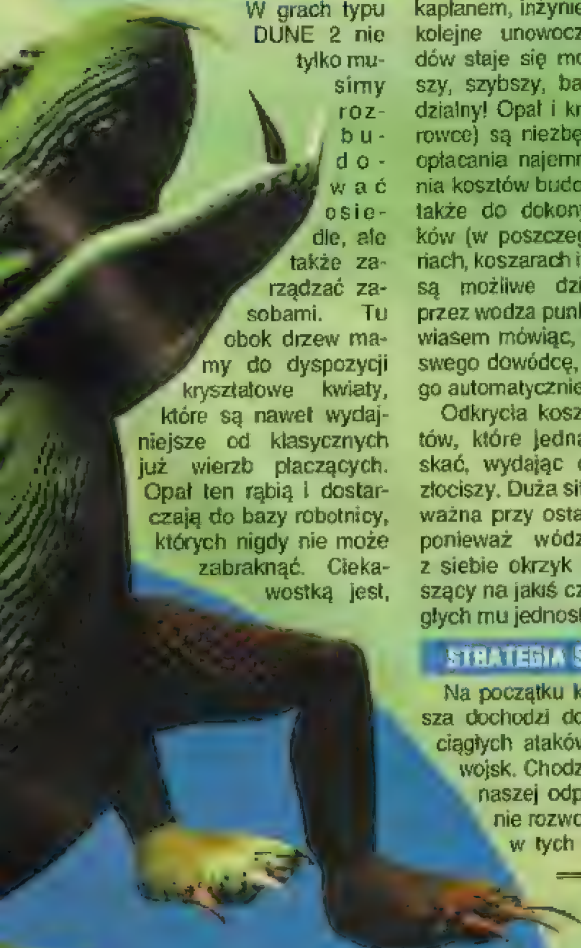 W grach typu
DUNE 2 nie
tylko mu-
simy
roz-
bu-
do-
wać
osie-
dle, ale
także za-
rządzać za-
sobami. Tu
obok drzew ma-
my do dyspozycji
kryształowe kwiaty,
które są nawet wydaj-
niejsze od klasycznych
już wierzb płaczących.
Opał ten rąbią i dostar-
czają do bazy robotnicy,
których nigdy nie może
zabraknąć. Cieka-
wostką jest,
kapłanem, inżynie
kolejne unowocz
dów staje się mo
szy, szybszy, ba
dzialny! Opał i kr
rowce) są niezbę
opłacania najemn
nia kosztów budo
także do dokon
ków (w poszczeg
riach, koszarach i
są możliwe dzi
przez wodza punk
wiasem mówiąc,
swego dowódcę,
go automatycznie
Odkrycia kosz
tów, które jedna
skać, wydając
złociszy. Duża sił
ważna przy osta
ponieważ wódz
z siebie okrzyk
szący na jakiś cz
głych mu jednos
STRATEGIA S
Na początku k
sza dochodzi do
ciągłych ataków
wojsk. Chodz
naszej odp
nie rozwo
w tych